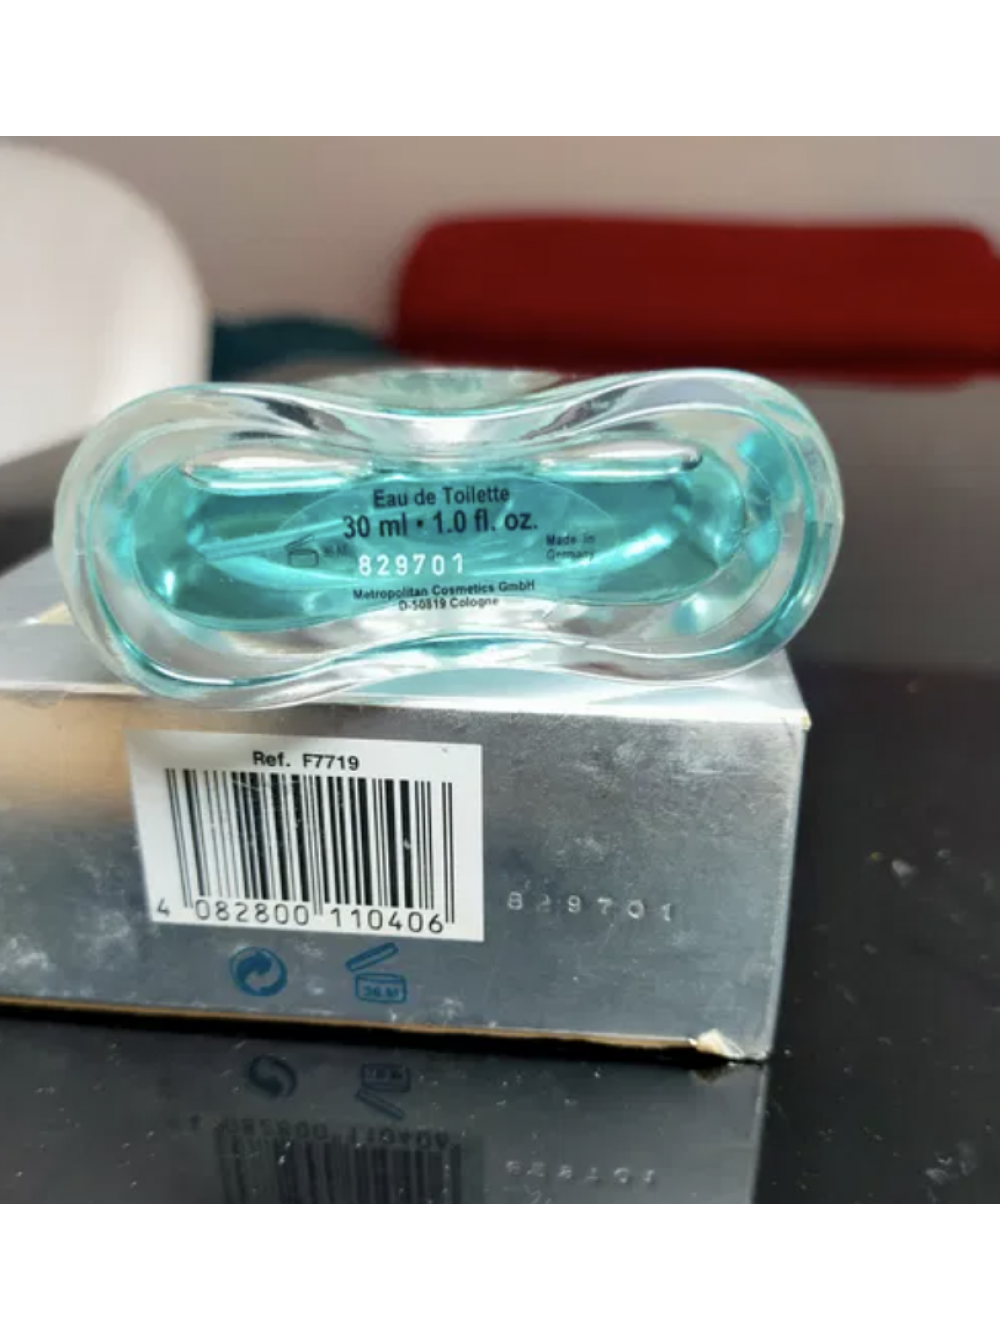 Eau de Toilette
30 ml • 1.0 fl. oz.
Made in
Germany
829701
Metropolitan Cosmetics GmbH
D-50819 Cologne
Ref. F7719
4 082800 110406
829701
36 M